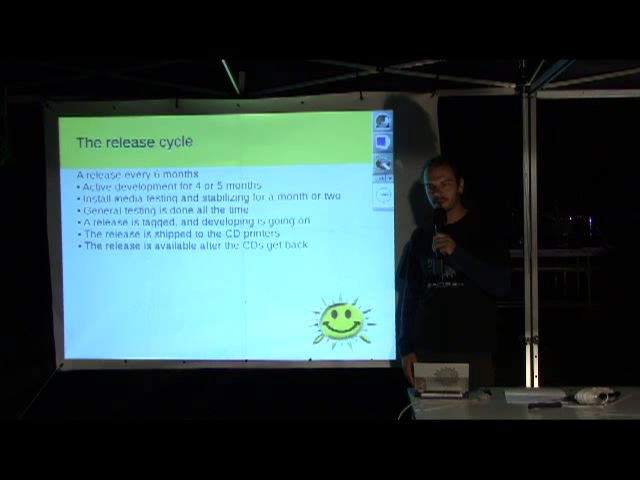 The release cycle
A release every 6 months
• Active development for 4 or 5 months
• Install media testing and stabilizing for a month or two
• General testing is done all the time
• A release is tagged, and developing is going on
• The release is shipped to the CD printers
• The release is available after the CDs get back